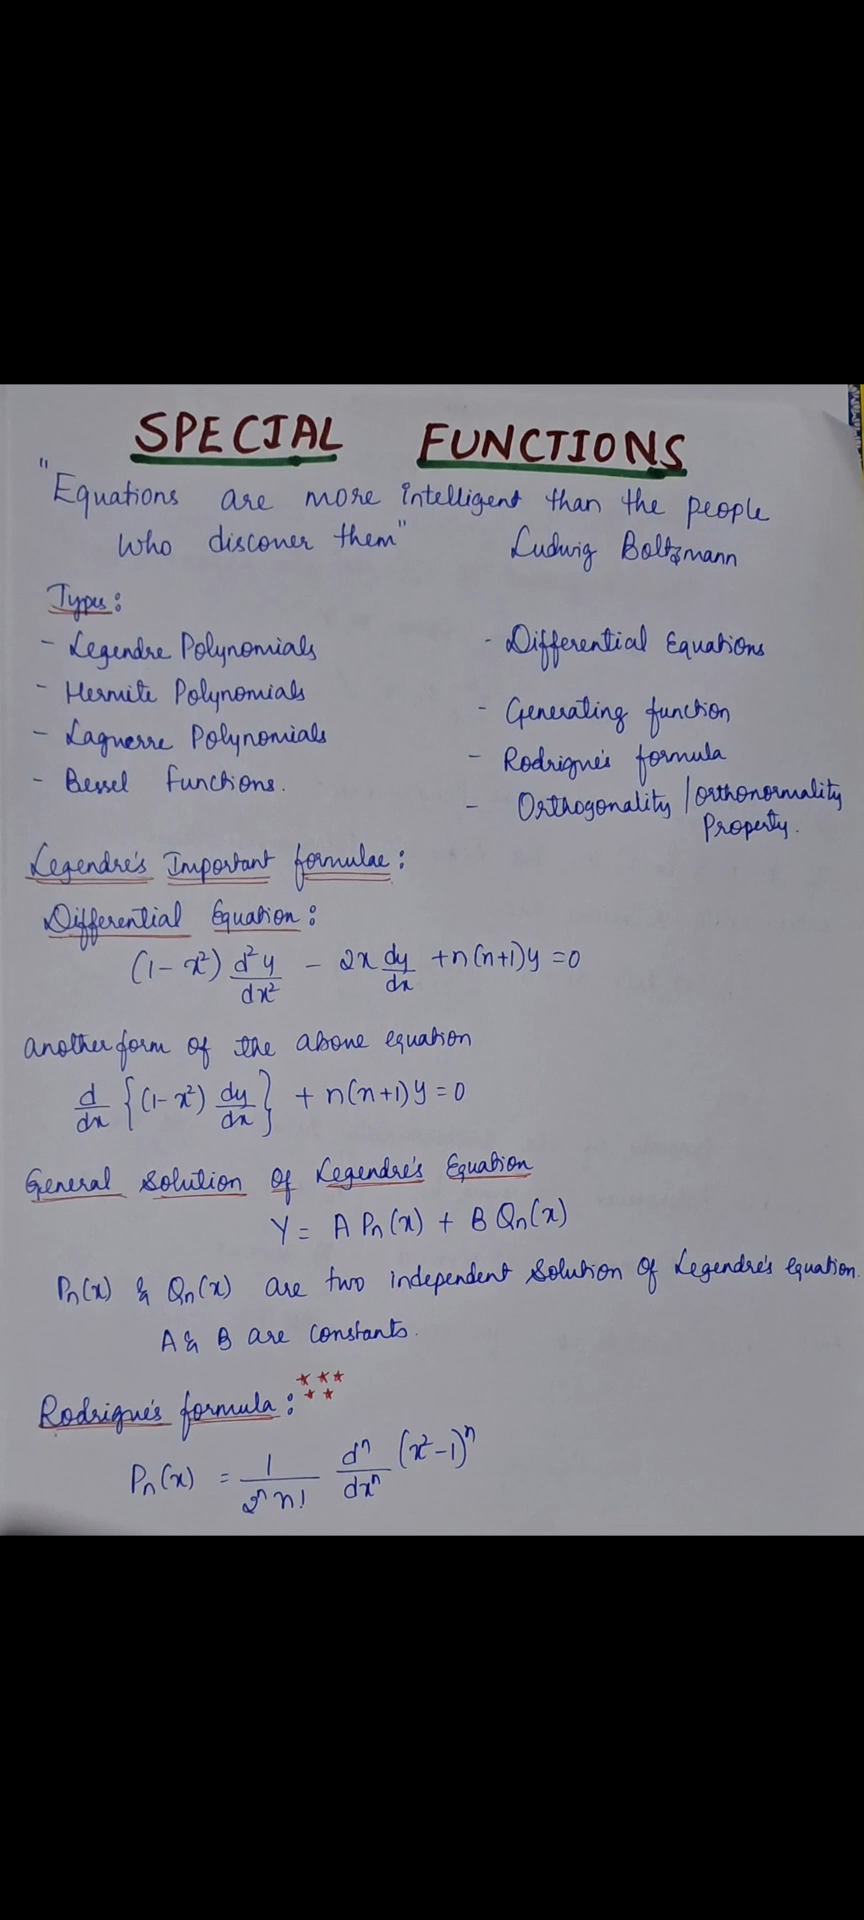 SPECIAL FUNCTIONS
"Equations are more intelligent than the people
who discover them" Ludwig Boltzmann
Types:
- Legendre Polynomials
- Hermite Polynomials
- Laguerre Polynomials
- Bessel functions.
- Differential Equations
- Generating function
- Rodrigue's formula
- Orthogonality / orthonormality
Property.
Legendre's Important formulae:
Differential Equation:
(1-x²) d²y/dx² - 2x dy/dx + n(n+1)y = 0
another form of the above equation
d/dx {(1-x²) dy/dx} + n(n+1)y = 0
General Solution of Legendre's Equation
Y = A Pn(x) + B Qn(x)
Pn(x) & Qn(x) are two independent solution of Legendre's equation.
A & B are constants.
Rodrigue's formula: *****
Pn(x) = 1/(2ⁿ n!) dⁿ/dxⁿ (x²-1)ⁿ